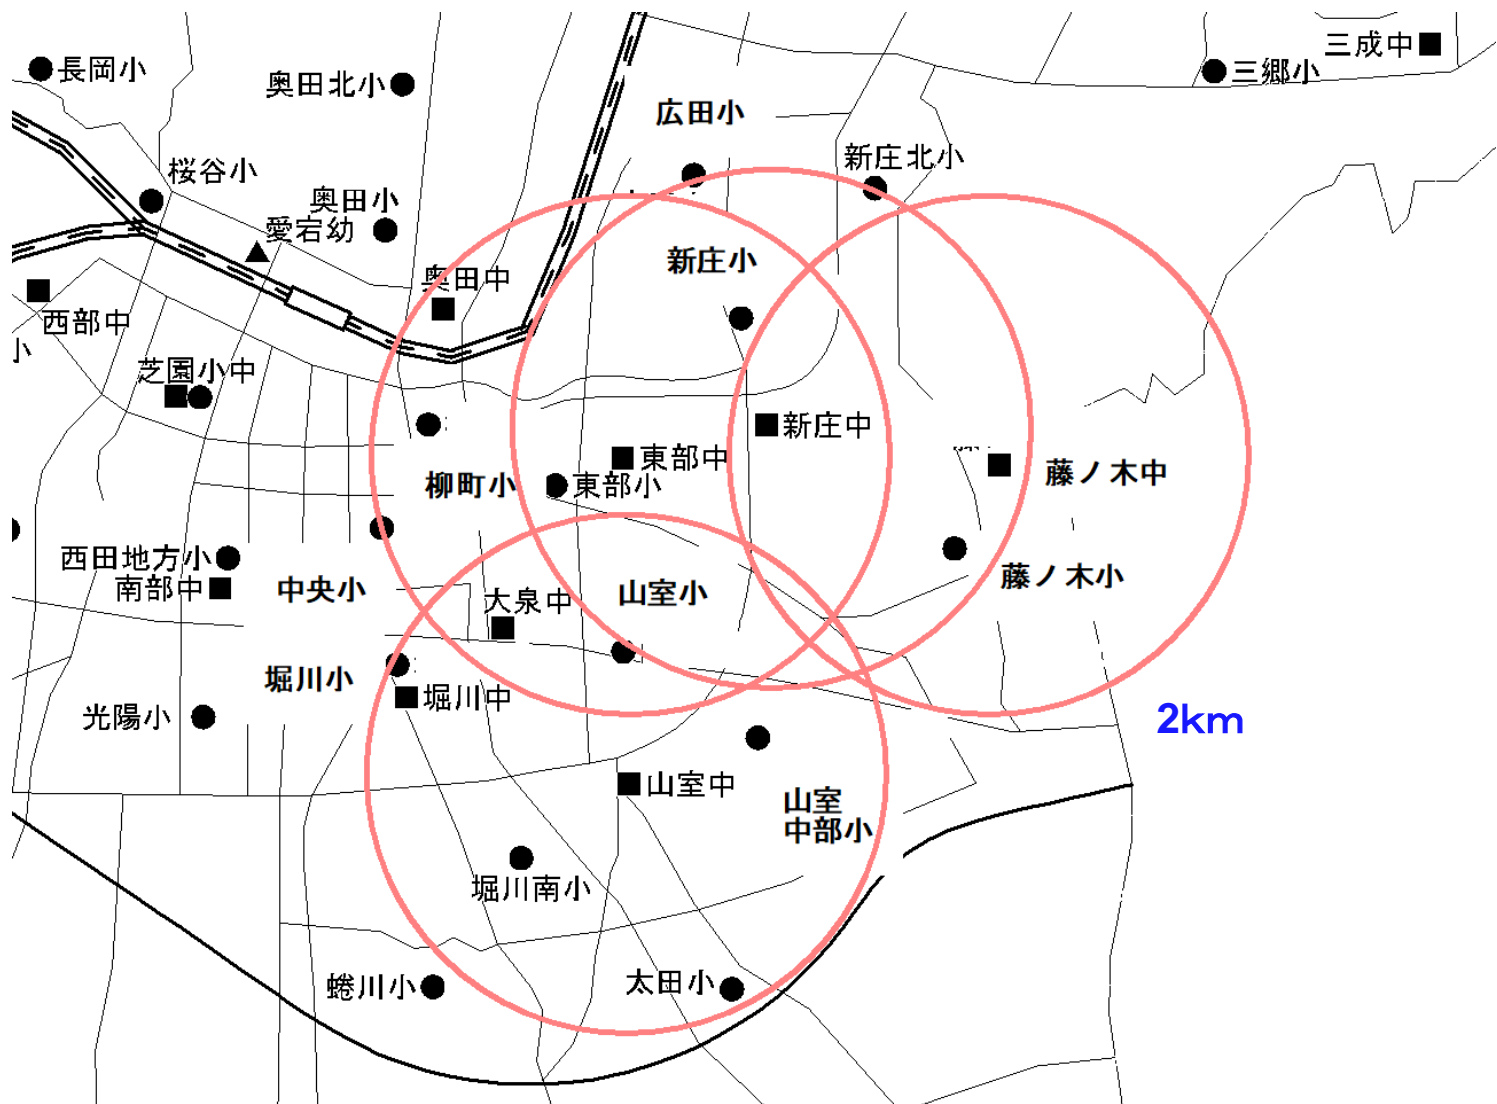 三成中
長岡小
三郷小
奥田北小
広田小
新庄北小
桜谷小
奥田小
愛宕幼
新庄小
奥田中
西部中
小
芝園小中
新庄中
東部中
藤ノ木中
柳町小
東部小
西田地方小
南部中
中央小
大泉中
山室小
藤ノ木小
堀川小
堀川中
光陽小
2km
山室中
山室
中部小
堀川南小
蜷川小
太田小